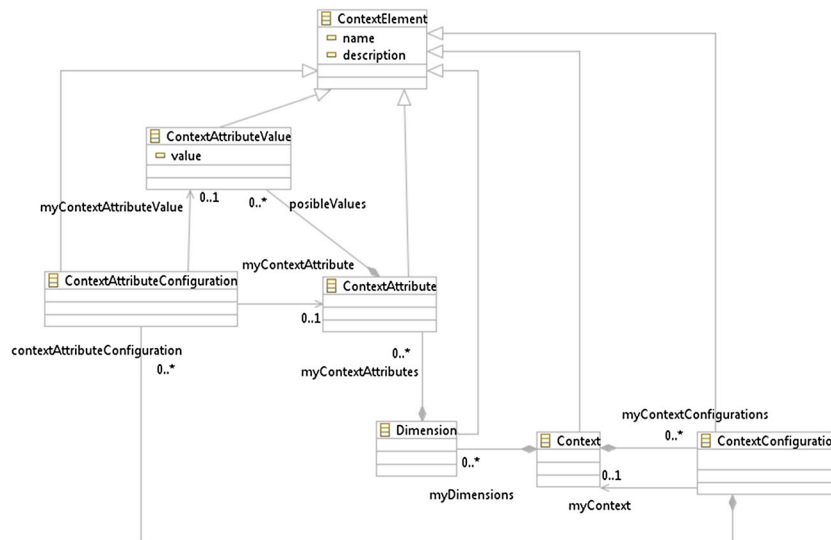 ContextElement
name
description
ContextAttributeValue
value
0..1
0..*
posibleValues
myContextAttributeValue
myContextAttribute
ContextAttributeConfiguration
ContextAttribute
0..1
contextAttributeConfiguration
0..*
0..*
myContextAttributes
myContextConfigurations
Dimension
Context
0..*
ContextConfiguratio
0..*
0..1
myDimensions
myContext